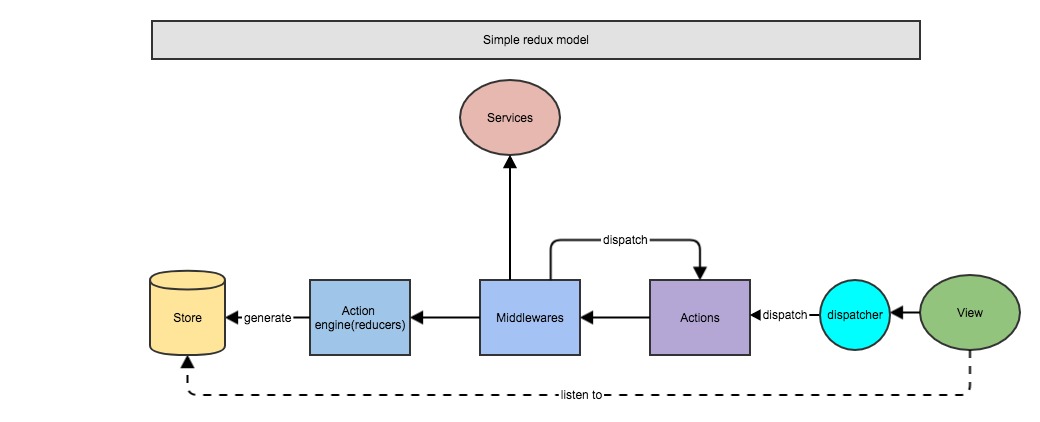 Simple redux model
Services
dispatch
Store
generate
Action
engine(reducers)
Middlewares
Actions
dispatch
dispatcher
View
listen to